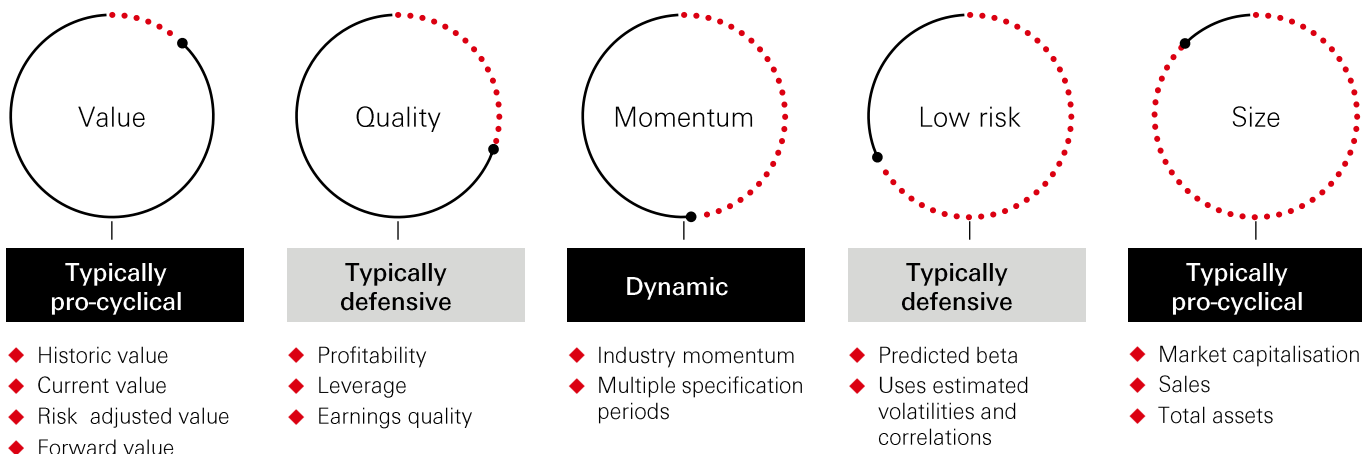 Value
Quality
Momentum
Low risk
Size
Typically
pro-cyclical
Typically
defensive
Dynamic
Typically
defensive
Typically
pro-cyclical
Historic value
Current value
Risk adjusted value
Forward value
Profitability
Leverage
Earnings quality
Industry momentum
Multiple specification
periods
Predicted beta
Uses estimated
volatilities and
correlations
Market capitalisation
Sales
Total assets